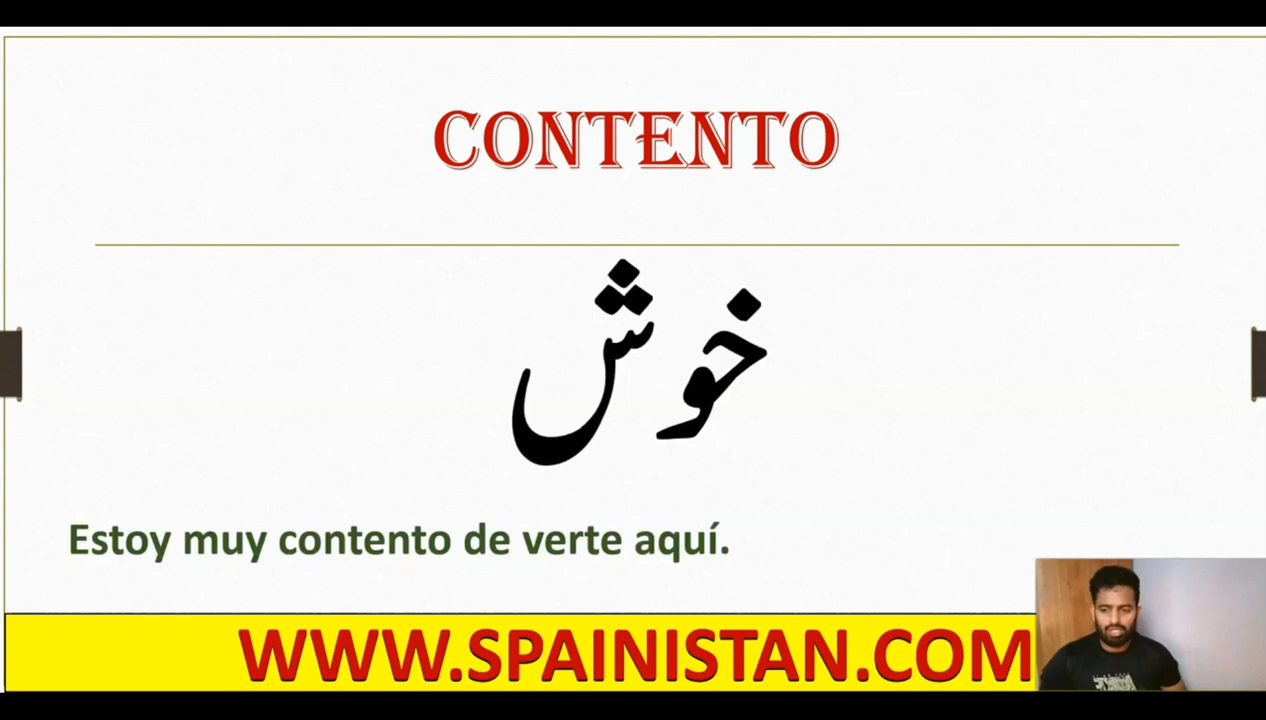 CONTENTO
خوش
Estoy muy contento de verte aquí.
WWW.SPAINISTAN.COM